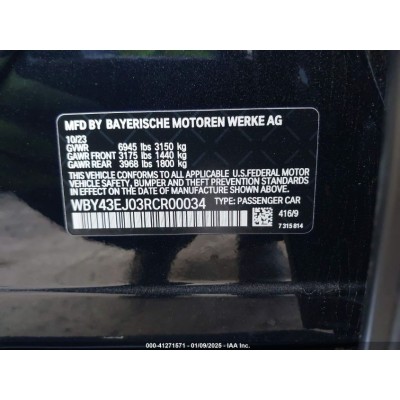 MFD BY BAYERISCHE MOTOREN WERKE AG
10/23
GVWR 6945 lbs 3150 kg
GAWR FRONT 3175 lbs 1440 kg
GAWR REAR 3968 lbs 1800 kg
THIS VEHICLE CONFORMS TO ALL
APPLICABLE U.S.FEDERAL MOTOR
VEHICLE SAFETY, BUMPER, AND
THEFT PREVENTION STANDARDS
IN EFFECT ON THE DATE OF
MANUFACTURE SHOWN ABOVE.
WBY43EJ03RCR00034 TYPE: PASSENGER CAR
416/9
7 315 814
000-41271571 - 01/09/2025 - IAA Inc.